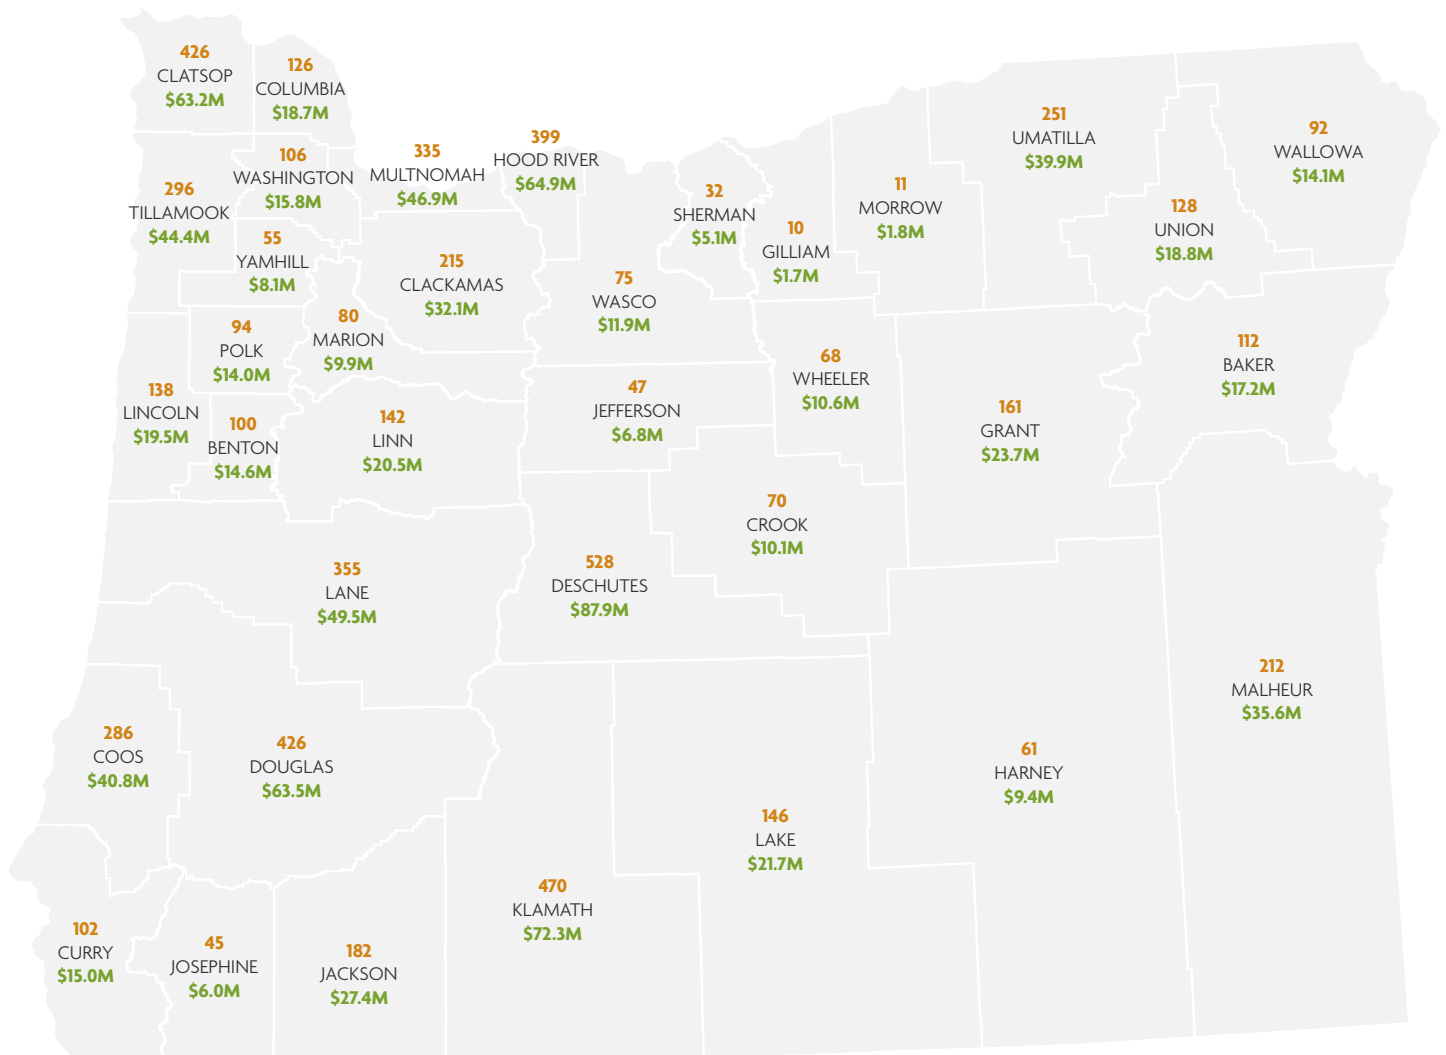 426
CLATSOP
$63.2M
126
COLUMBIA
$18.7M
106
WASHINGTON
$15.8M
335
MULTNOMAH
$46.9M
399
HOOD RIVER
$64.9M
296
TILLAMOOK
$44.4M
55
YAMHILL
$8.1M
215
CLACKAMAS
$32.1M
75
WASCO
$11.9M
32
SHERMAN
$5.1M
10
GILLIAM
$1.7M
11
MORROW
$1.8M
251
UMATILLA
$39.9M
128
UNION
$18.8M
92
WALLOWA
$14.1M
94
POLK
$14.0M
80
MARION
$9.9M
138
LINCOLN
$19.5M
100
BENTON
$14.6M
142
LINN
$20.5M
47
JEFFERSON
$6.8M
68
WHEELER
$10.6M
161
GRANT
$23.7M
112
BAKER
$17.2M
355
LANE
$49.5M
528
DESCHUTES
$87.9M
70
CROOK
$10.1M
286
COOS
$40.8M
426
DOUGLAS
$63.5M
470
KLAMATH
$72.3M
146
LAKE
$21.7M
61
HARNEY
$9.4M
212
MALHEUR
$35.6M
102
CURRY
$15.0M
45
JOSEPHINE
$6.0M
182
JACKSON
$27.4M